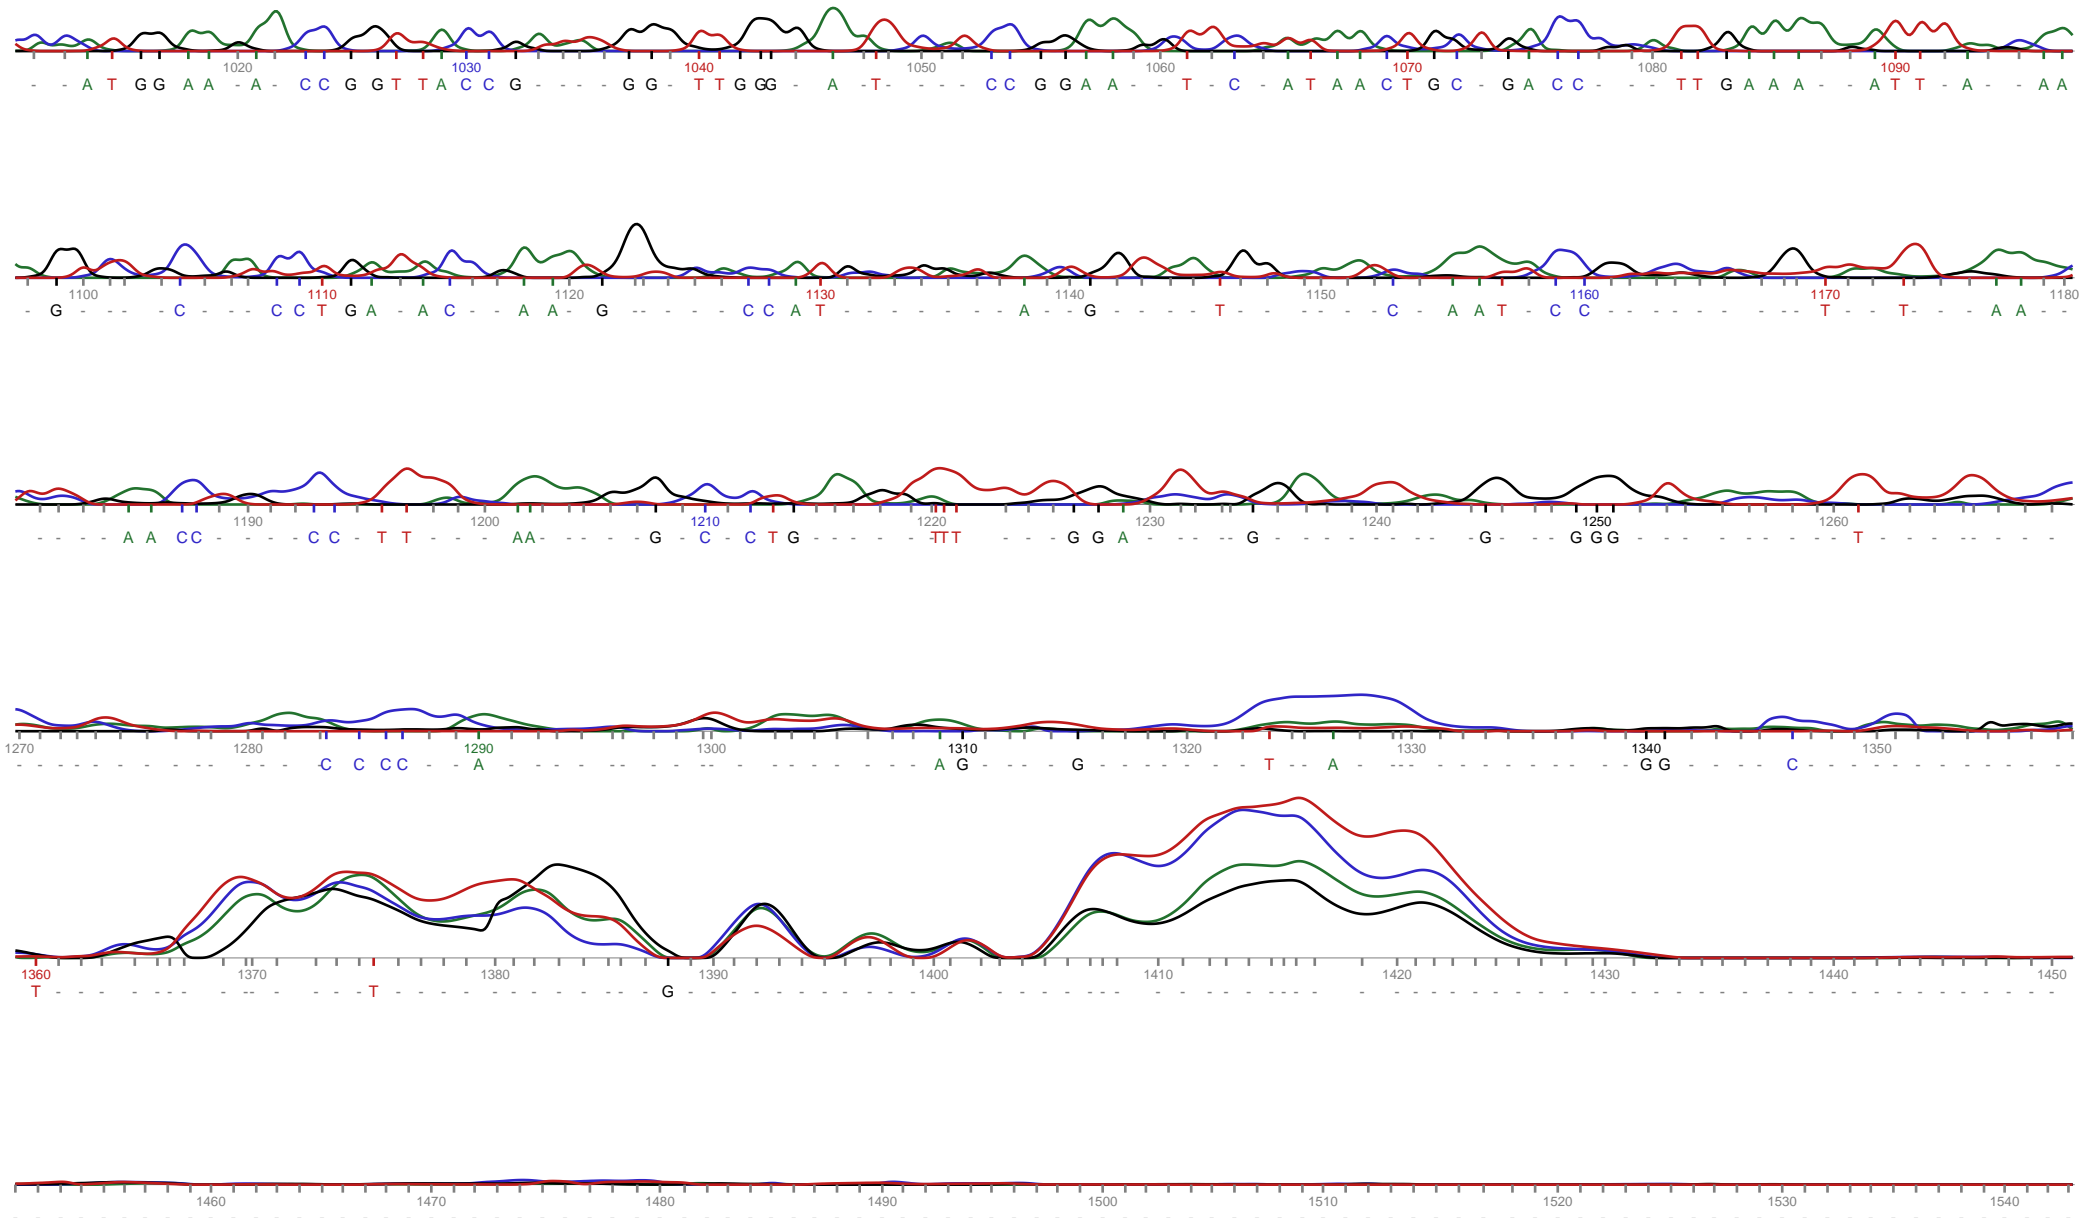 1020 1030 1040 1050 1060 1070 1080 1090
- - A T G G A A - A - C C G G T T A C C G - - - - G G - T T G G G - A - T - - - - - C C G G A A - - T - C - A T A A C T G C - G A C C - - - T T G A A A - - A T T - A - - A A
1100 1110 1120 1130 1140 1150 1160 1170 1180
- G - - - - C - - - C C T G A - A C - - A A - G - - - - - C C A T - - - - - - - A - - G - - - - - T - - - - - - C - A A T - C C - - - - - - - - - T - - T - - - A A - -
1190 1200 1210 1220 1230 1240 1250 1260
- - - - A A C C - - - - C C - T T - - - - A A - - - - - - G - C - C T G - - - - - - T T T - - - - G G A - - - - - G - - - - - - - - - G - - - - G G G - - - - - - - - - - T - - - - - - - - -
1270 1280 1290 1300 1310 1320 1330 1340 1350
- - - - - - - - - - - - - C C C C - - A - - - - - - - - - - - - - - - - - - - A G - - - - G - - - - - - - T - - A - - - - - - - - - - - - - G G - - - - - C - - - - - - - - - - - -
1360 1370 1380 1390 1400 1410 1420 1430 1440 1450
T - - - - - - - - - - - - - - T - - - - - - - - - - - - G - - - - - - - - - - - - - - - - - - - - - - - - - - - - - - - - - - - - - - - - - - - - - - - - - - - - - - - - - - -
1460 1470 1480 1490 1500 1510 1520 1530 1540